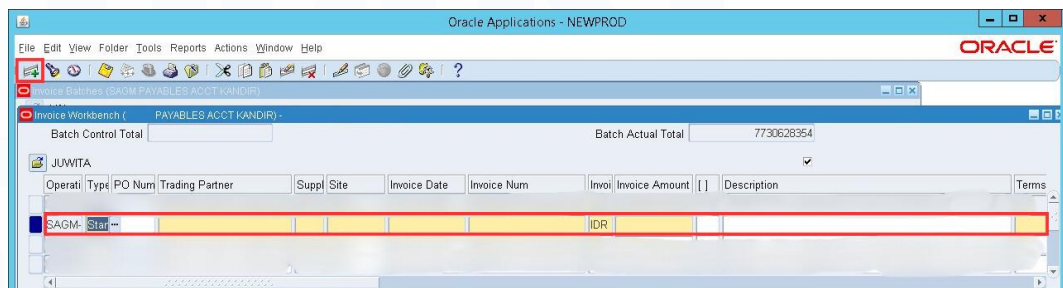 Oracle Applications - NEWPROD
File Edit View Folder Tools Reports Actions Window Help
ORACLE
Invoice Batches (SAGM PAYABLES ACCT KANDIR)
Invoice Workbench ( PAYABLES ACCT KANDIR) -
Batch Control Total Batch Actual Total 7730628354
JUWITA
Operati Type PO Num Trading Partner Suppl Site Invoice Date Invoice Num Invoi Invoice Amount [ ] Description Terms
SAGM- Star ... IDR